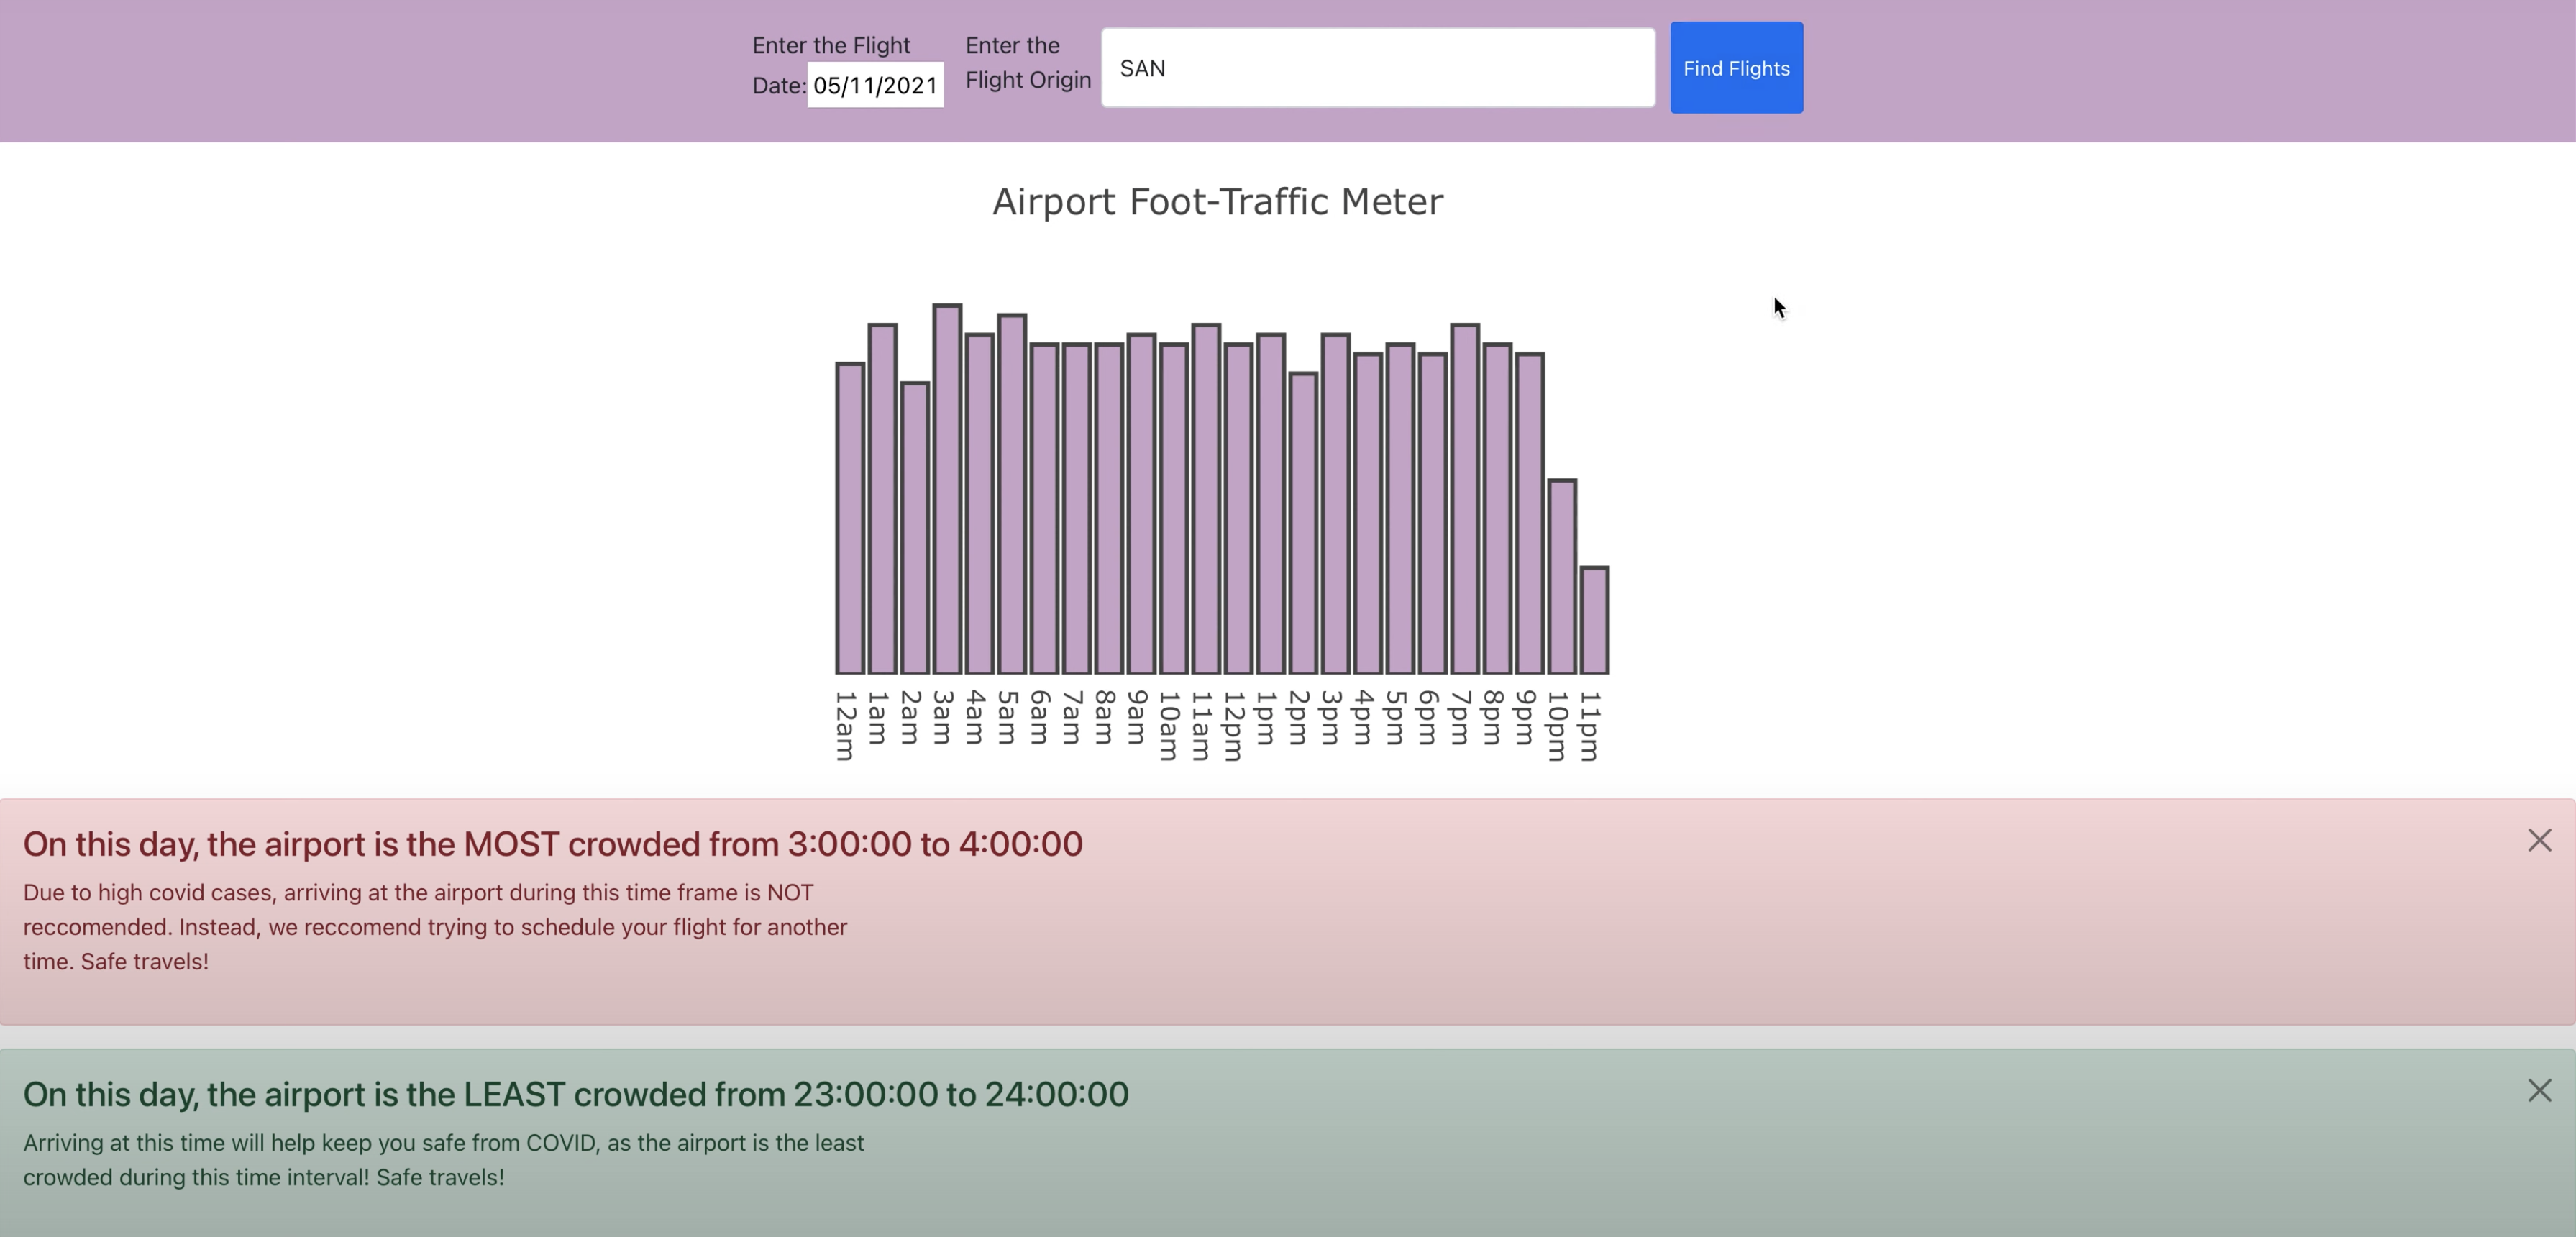 Enter the Flight
Date: 05/11/2021
Enter the
Flight Origin
SAN
Find Flights
Airport Foot-Traffic Meter
12am
1am
2am
3am
4am
5am
6am
7am
8am
9am
10am
11am
12pm
1pm
2pm
3pm
4pm
5pm
6pm
7pm
8pm
9pm
10pm
11pm
On this day, the airport is the MOST crowded from 3:00:00 to 4:00:00
Due to high covid cases, arriving at the airport during this time frame is NOT
reccomended. Instead, we reccomend trying to schedule your flight for another
time. Safe travels!
On this day, the airport is the LEAST crowded from 23:00:00 to 24:00:00
Arriving at this time will help keep you safe from COVID, as the airport is the least
crowded during this time interval! Safe travels!